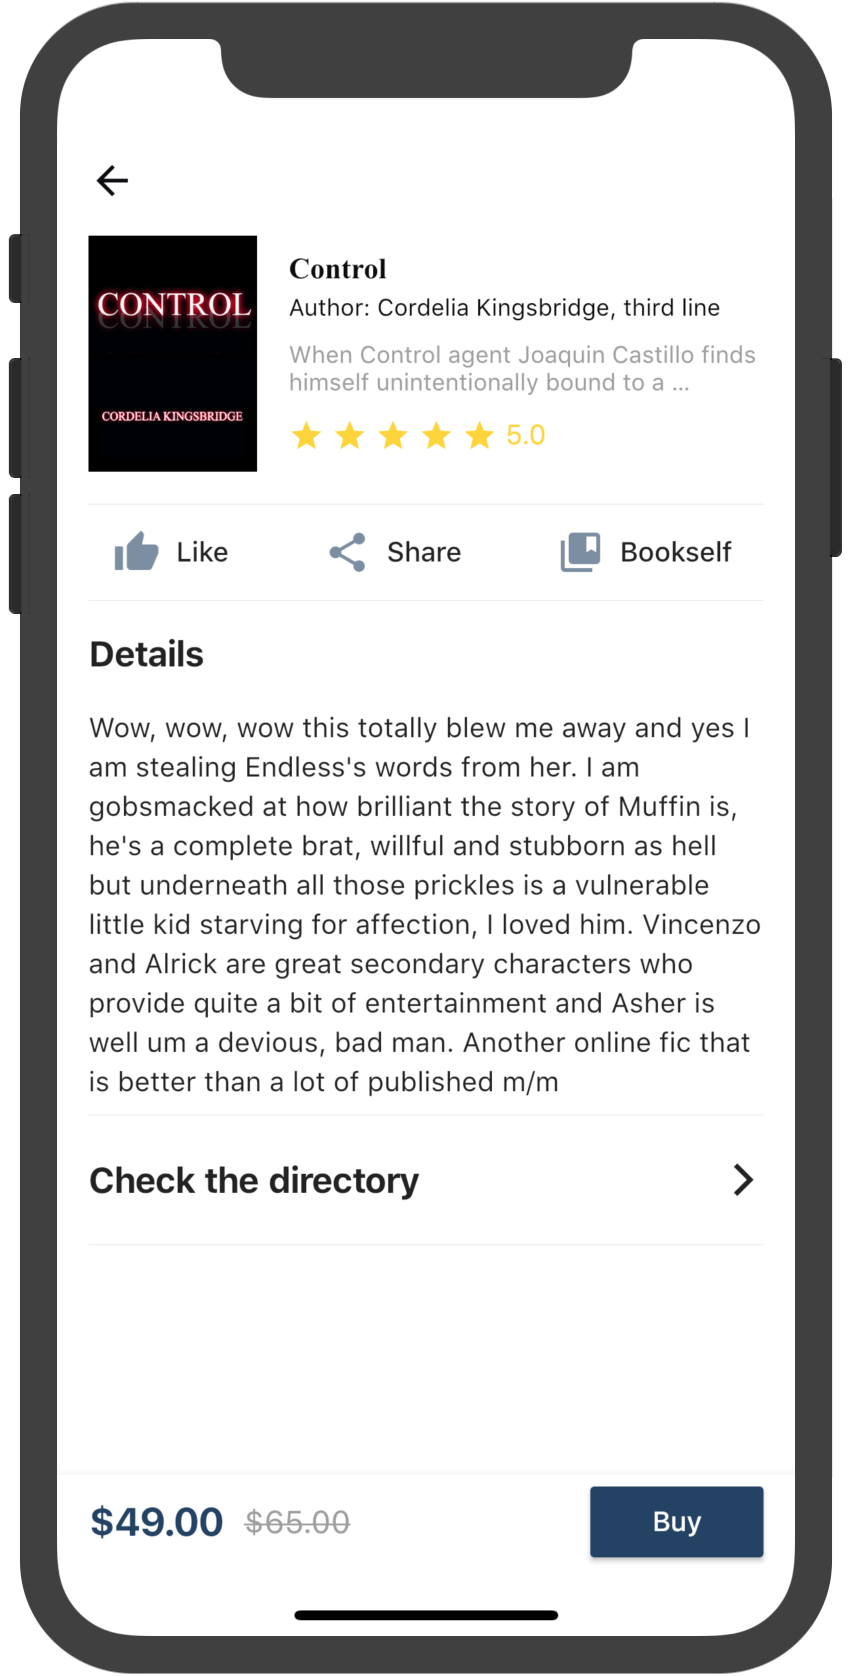 CONTROL
CORDELIA KINGSBRIDGE
Control
Author: Cordelia Kingsbridge, third line
When Control agent Joaquin Castillo finds
himself unintentionally bound to a ...
5.0
Like
Share
Bookself
Details
Wow, wow, wow this totally blew me away and yes I
am stealing Endless's words from her. I am
gobsmacked at how brilliant the story of Muffin is,
he's a complete brat, willful and stubborn as hell
but underneath all those prickles is a vulnerable
little kid starving for affection, I loved him. Vincenzo
and Alrick are great secondary characters who
provide quite a bit of entertainment and Asher is
well um a devious, bad man. Another online fic that
is better than a lot of published m/m
Check the directory
$49.00 $65.00
Buy